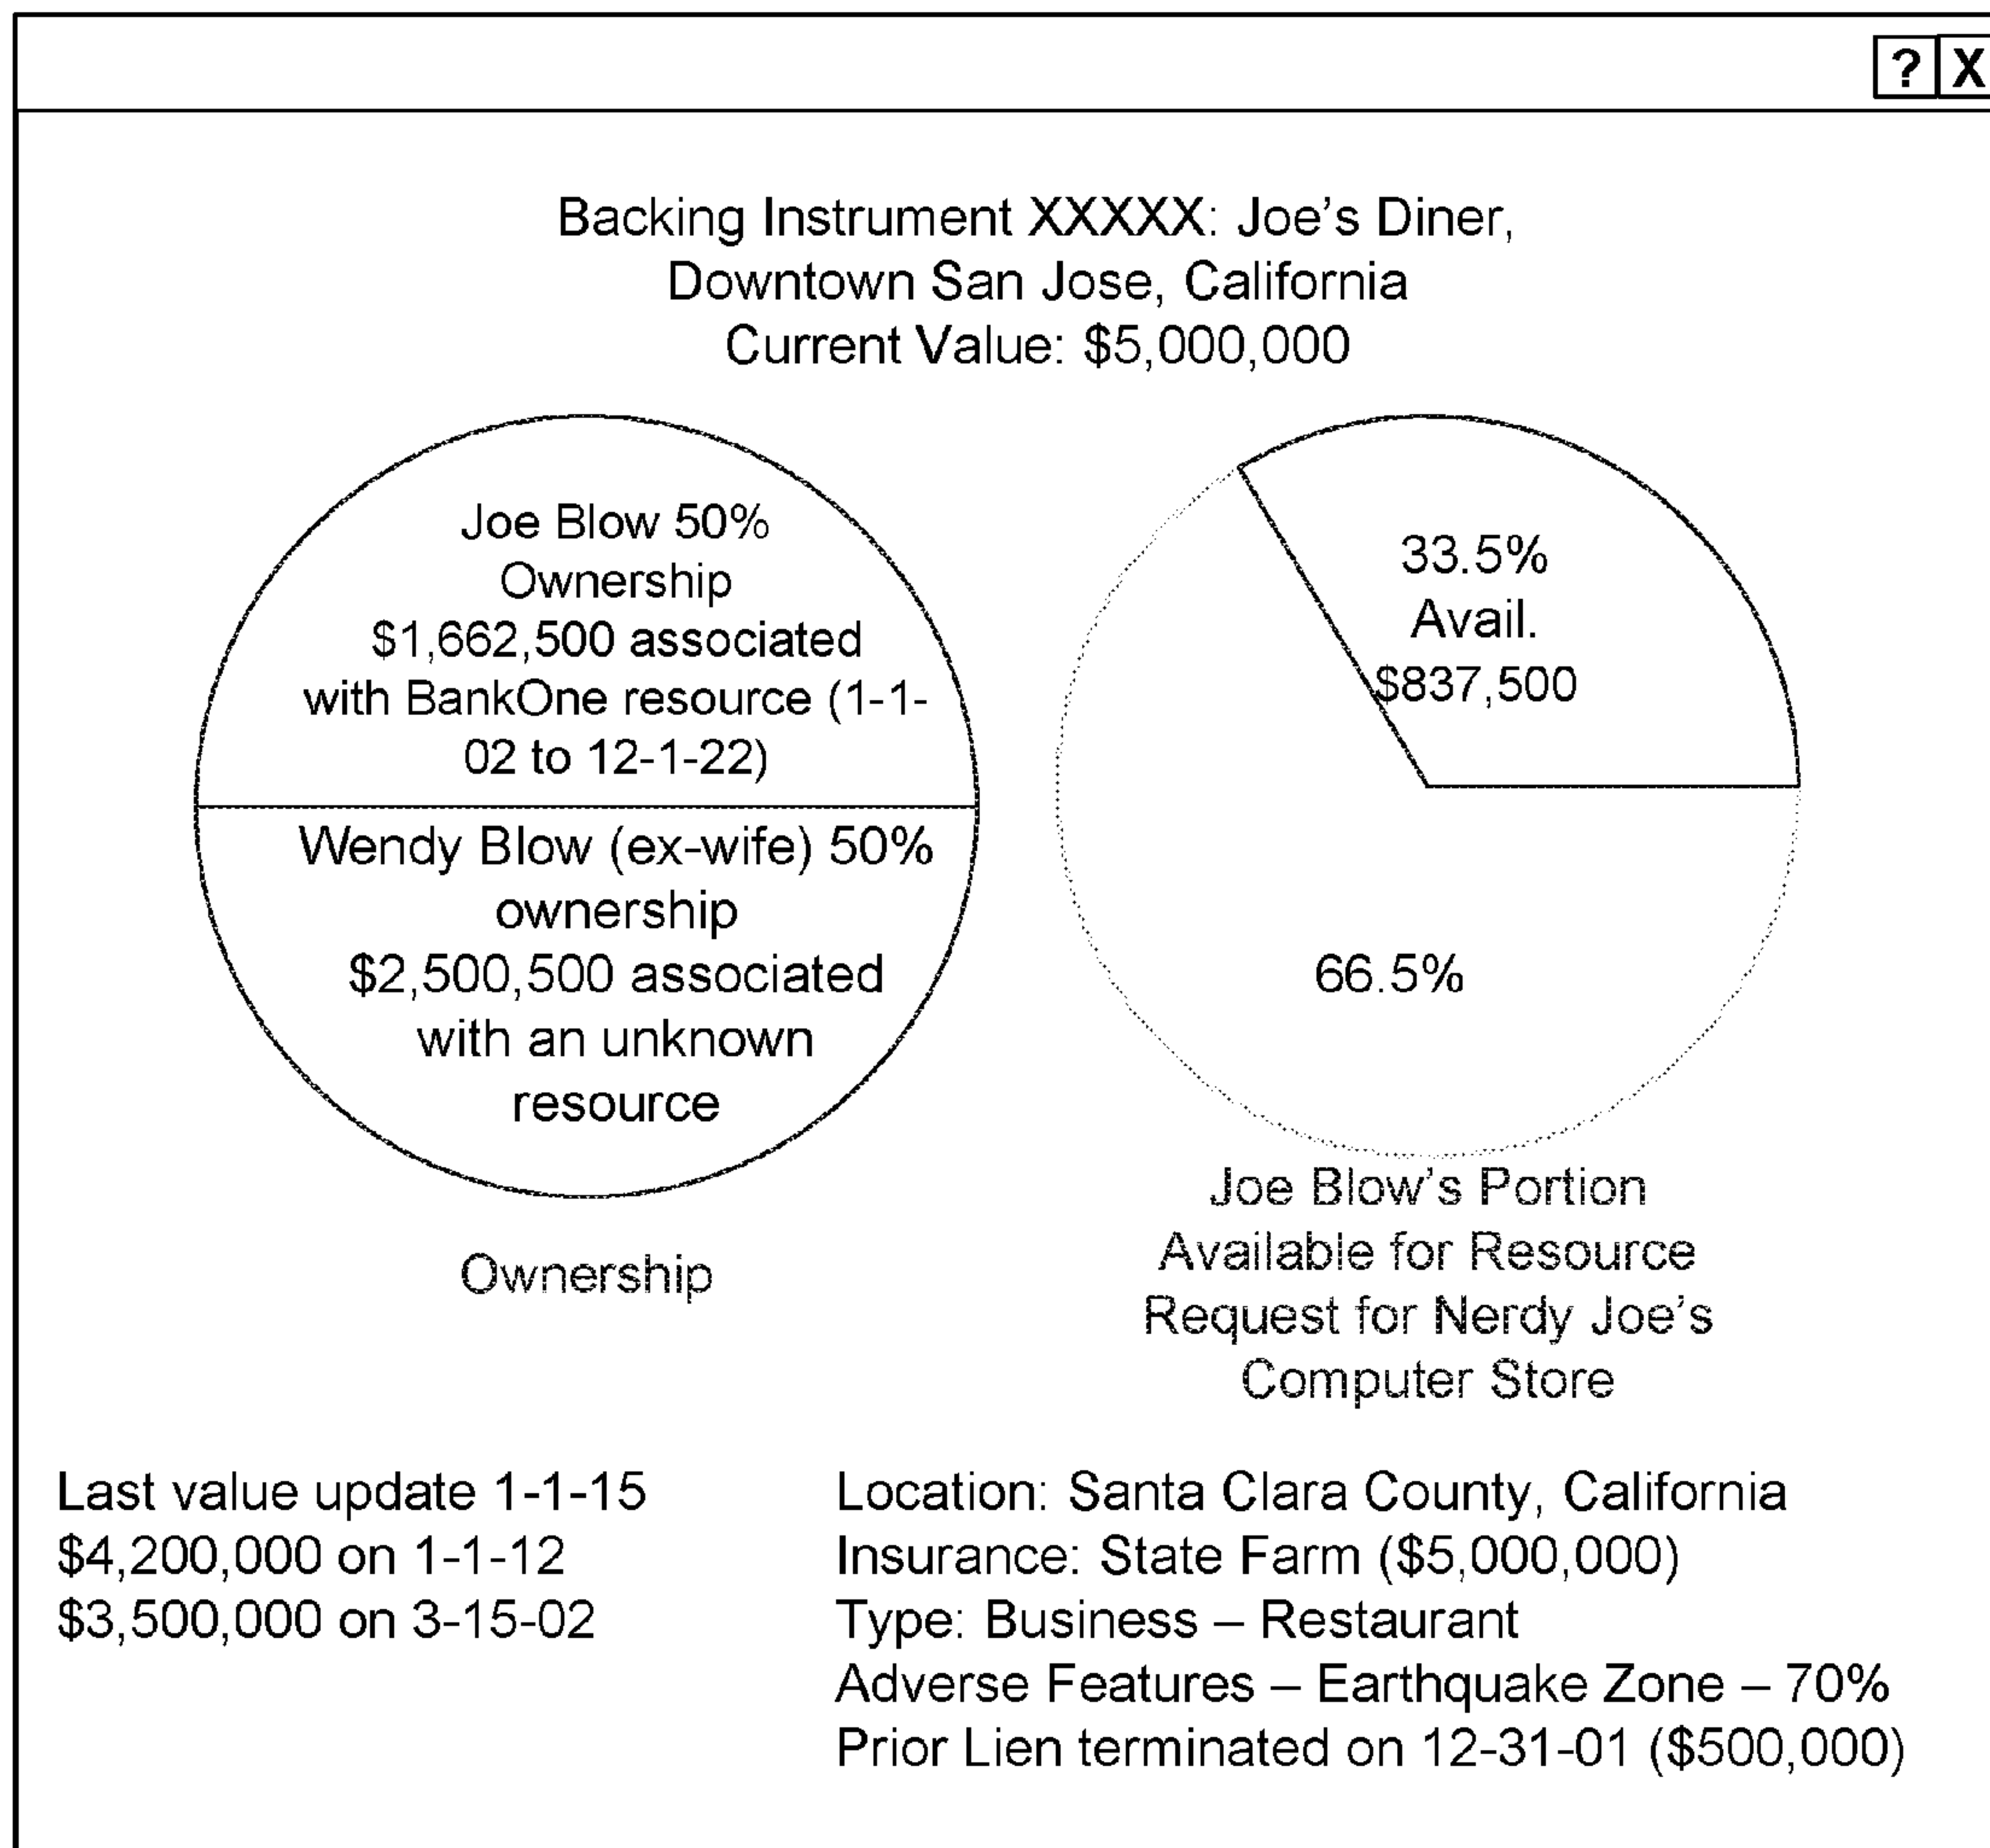 ? X
Backing Instrument XXXXX: Joe’s Diner,
Downtown San Jose, California
Current Value: $5,000,000
Joe Blow 50%
Ownership
$1,662,500 associated
with BankOne resource (1-1-
02 to 12-1-22)
Wendy Blow (ex-wife) 50%
ownership
$2,500,500 associated
with an unknown
resource
Ownership
33.5%
Avail.
$837,500
66.5%
Joe Blow’s Portion
Available for Resource
Request for Nerdy Joe’s
Computer Store
Last value update 1-1-15
$4,200,000 on 1-1-12
$3,500,000 on 3-15-02
Location: Santa Clara County, California
Insurance: State Farm ($5,000,000)
Type: Business – Restaurant
Adverse Features – Earthquake Zone – 70%
Prior Lien terminated on 12-31-01 ($500,000)